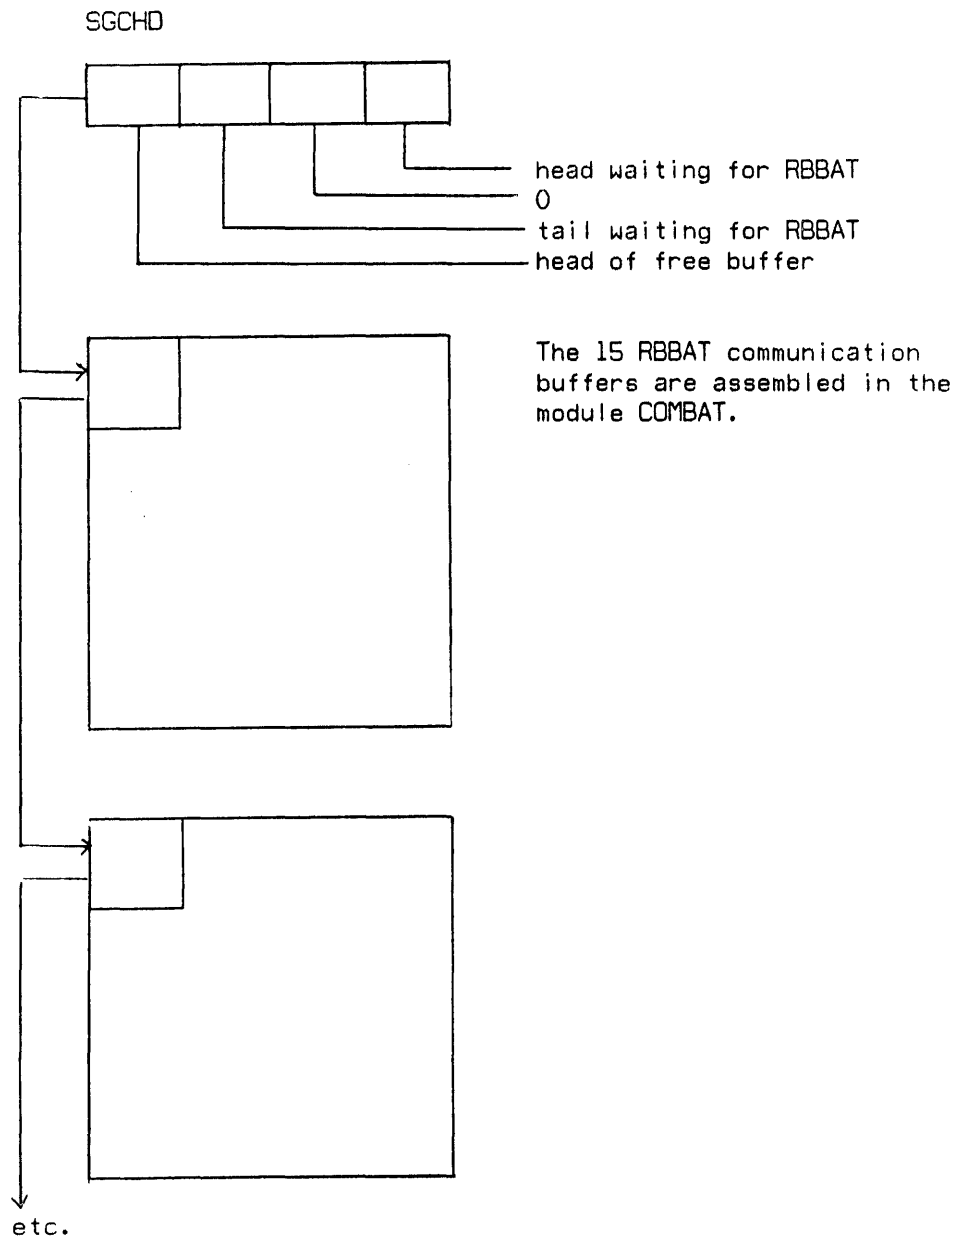 SGCHD
head waiting for RBBAT
0
tail waiting for RBBAT
head of free buffer
The 15 RBBAT communication
buffers are assembled in the
module COMBAT.
etc.